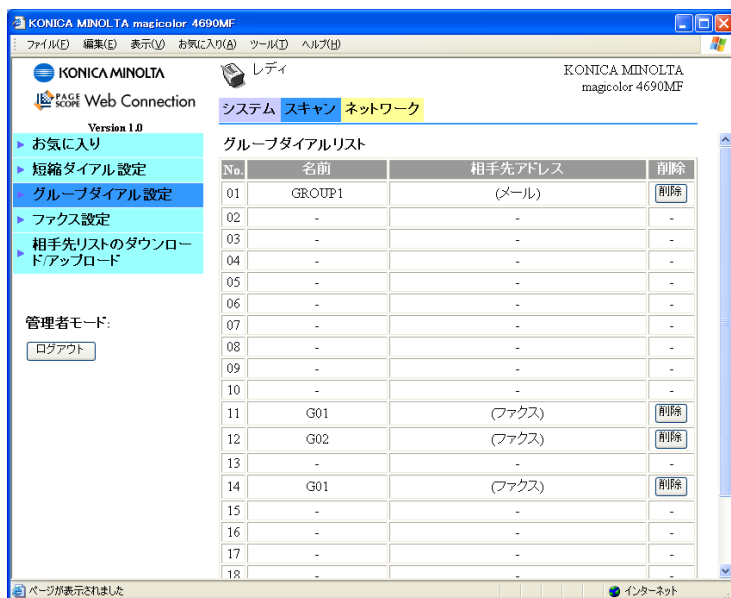 KONICA MINOLTA magicolor 4690MF
ファイル(F) 編集(E) 表示(V) お気に入り(A) ツール(T) ヘルプ(H)
KONICA MINOLTA
レディ
KONICA MINOLTA
magicolor 4690MF
PAGE SCOPE Web Connection
Version 1.0
システム スキャン ネットワーク
お気に入り
短縮ダイアル設定
グループダイアル設定
ファクス設定
相手先リストのダウンロー
ド/アップロード
管理者モード:
ログアウト
グループダイアルリスト
No. 名前 相手先アドレス 削除
01 GROUP1 (メール) 削除
02 - - -
03 - - -
04 - - -
05 - - -
06 - - -
07 - - -
08 - - -
09 - - -
10 - - -
11 G01 (ファクス) 削除
12 G02 (ファクス) 削除
13 - - -
14 G01 (ファクス) 削除
15 - - -
16 - - -
17 - - -
18 - - -
ページが表示されました
インターネット